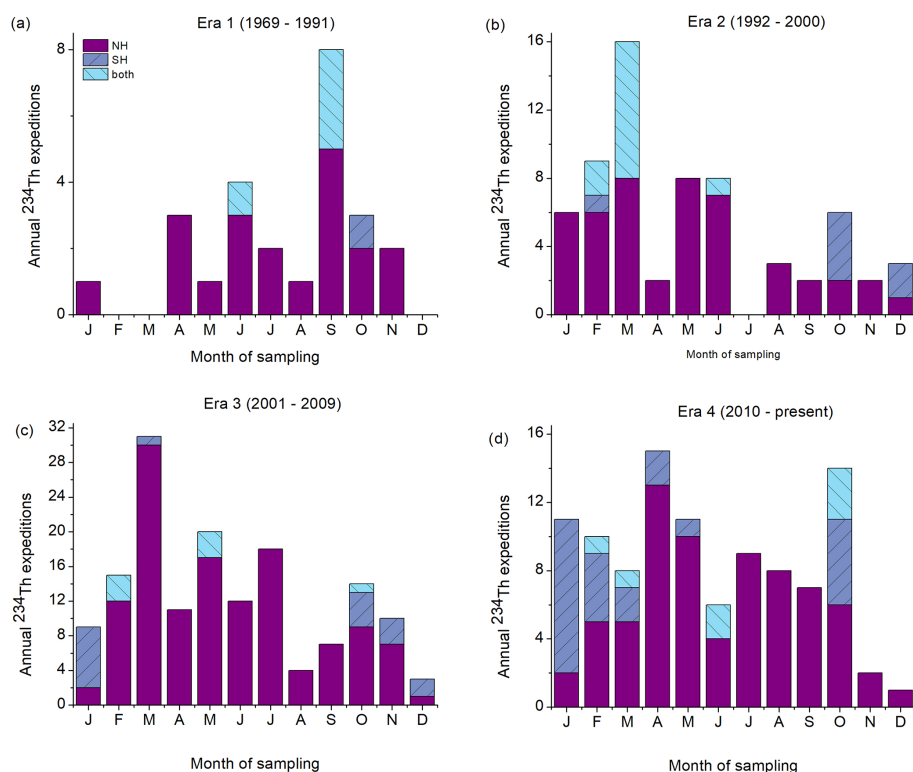 (a) Era 1 (1969 - 1991)
NH
SH
both
8
4
0
Annual 234Th expeditions
J F M A M J J A S O N D
Month of sampling
(b) Era 2 (1992 - 2000)
16
12
8
4
0
Annual 234Th expeditions
J F M A M J J A S O N D
Month of sampling
(c) Era 3 (2001 - 2009)
32
28
24
20
16
12
8
4
0
Annual 234Th expeditions
J F M A M J J A S O N D
Month of sampling
(d) Era 4 (2010 - present)
16
12
8
4
0
Annual 234Th expeditions
J F M A M J J A S O N D
Month of sampling